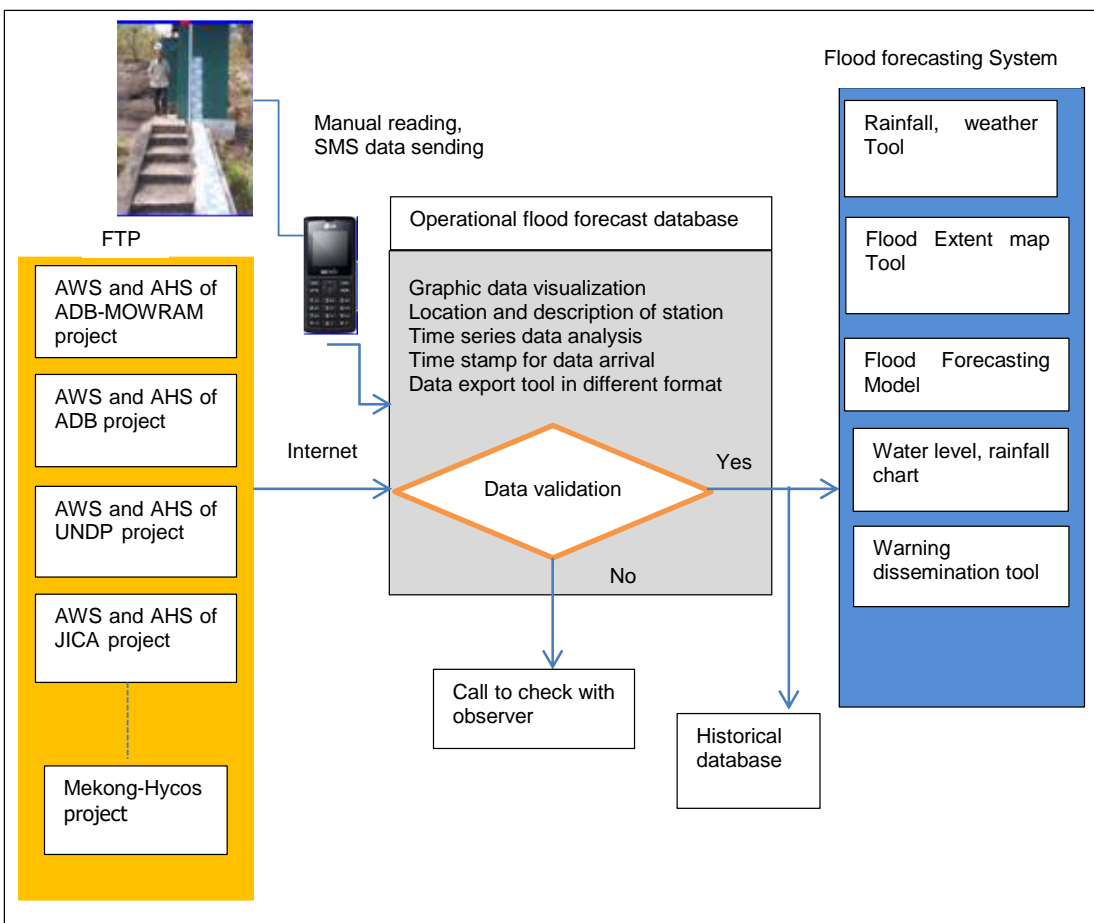 Flood forecasting System
Manual reading,
SMS data sending
FTP
AWS and AHS of
ADB-MOWRAM
project
AWS and AHS of
ADB project
AWS and AHS of
UNDP project
AWS and AHS of
JICA project
Mekong-Hycos
project
Internet
Operational flood forecast database
Graphic data visualization
Location and description of station
Time series data analysis
Time stamp for data arrival
Data export tool in different format
Data validation
Yes
No
Call to check with
observer
Historical
database
Rainfall, weather
Tool
Flood Extent map
Tool
Flood Forecasting
Model
Water level, rainfall
chart
Warning
dissemination tool